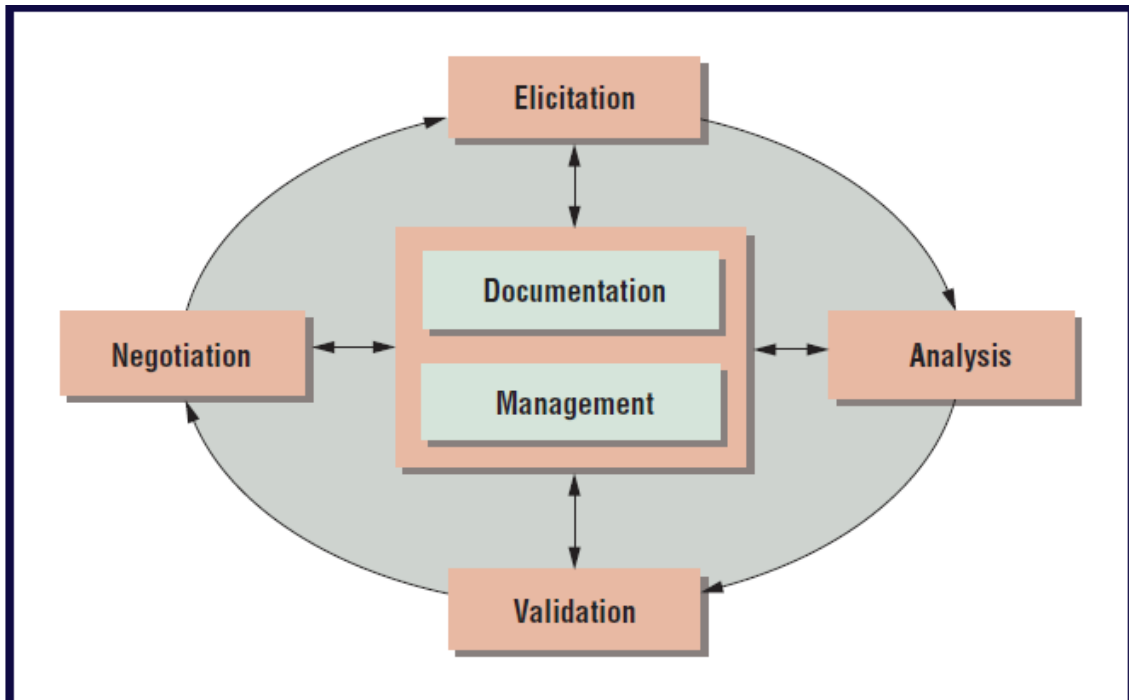 Elicitation
Documentation
Negotiation
Analysis
Management
Validation